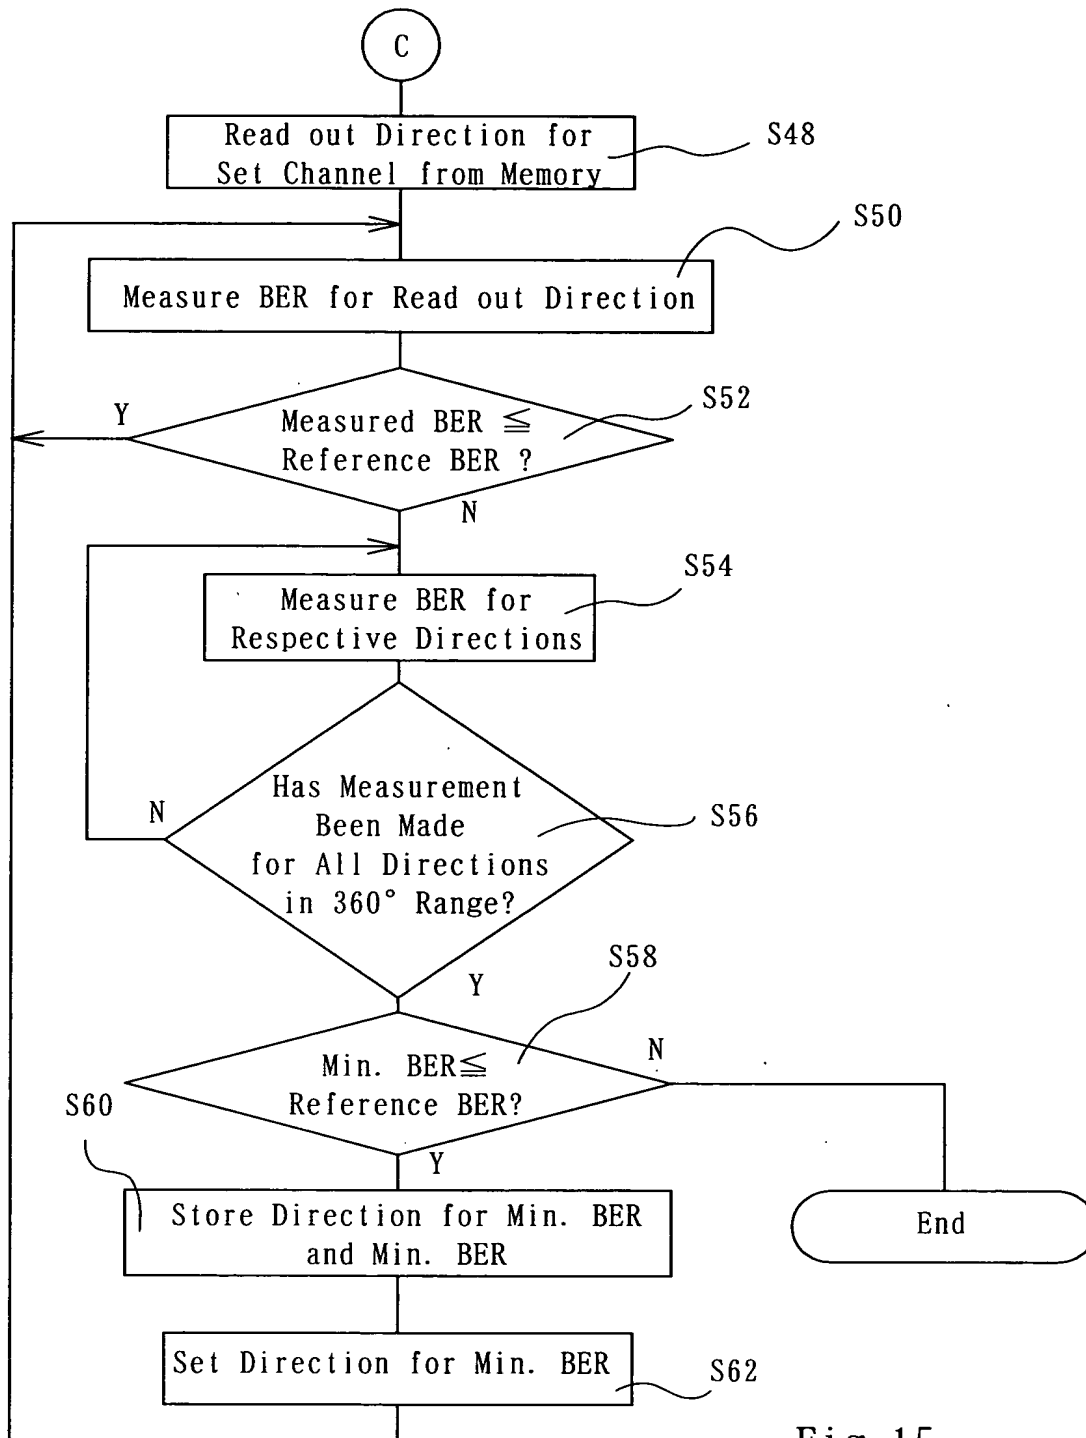 C
Read out Direction for
Set Channel from Memory
S48
S50
Measure BER for Read out Direction
Y
S52
Measured BER ≦
Reference BER ?
N
S54
Measure BER for
Respective Directions
N
Has Measurement
Been Made
for All Directions
in 360° Range?
S56
Y
S58
Min. BER≦
Reference BER?
N
S60
Y
Store Direction for Min. BER
and Min. BER
End
Set Direction for Min. BER
S62
Fig.15